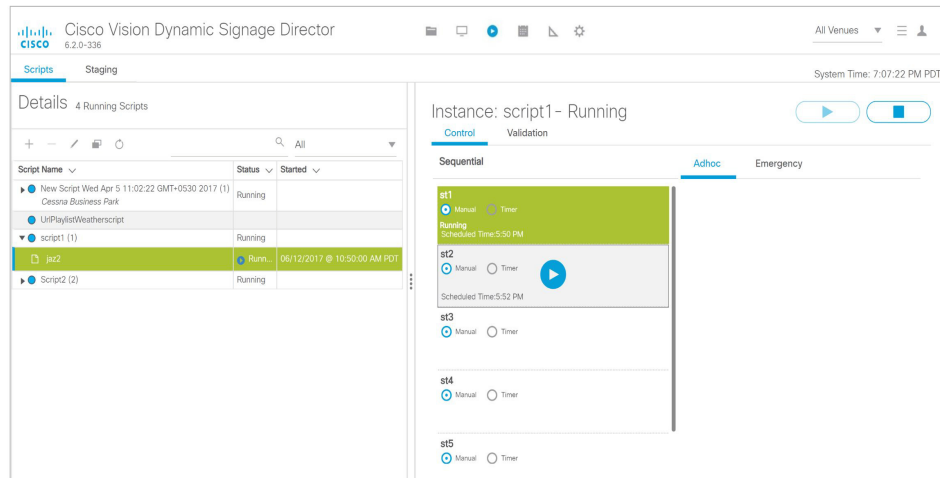 CISCO
Cisco Vision Dynamic Signage Director
6.2.0-336
All Venues
Scripts Staging
System Time: 7:07:22 PM PDT
Details 4 Running Scripts
All
Script Name Status Started
New Script Wed Apr 5 11:02:22 GMT+0530 2017 (1)
Cessna Business Park
Running
UrlPlaylistWeatherscript
script1 (1) Running
jaz2 Runn... 06/12/2017 @ 10:50:00 AM PDT
Script2 (2) Running
Instance: script1- Running
Control Validation
Sequential
Adhoc Emergency
st1
Manual Timer
Running
Scheduled Time:5:50 PM
st2
Manual Timer
Scheduled Time:5:52 PM
st3
Manual Timer
st4
Manual Timer
st5
Manual Timer